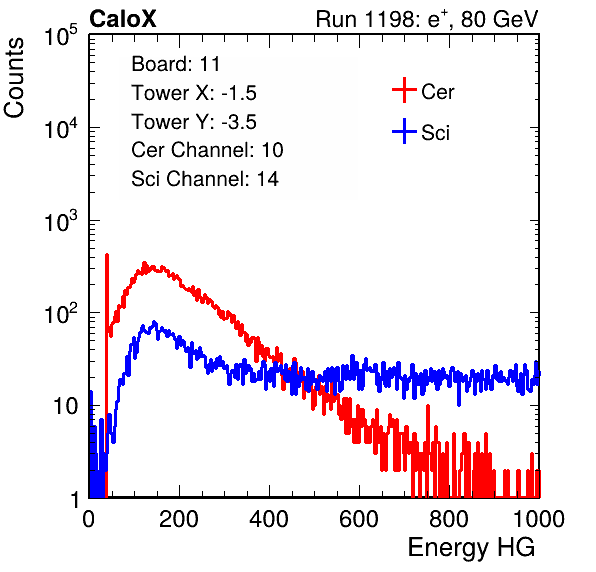 CaloX Run 1198: e⁺, 80 GeV
Counts
10⁵
10⁴
10³
10²
10
1
Board: 11
Tower X: -1.5
Tower Y: -3.5
Cer Channel: 10
Sci Channel: 14
Cer
Sci
0 200 400 600 800 1000
Energy HG